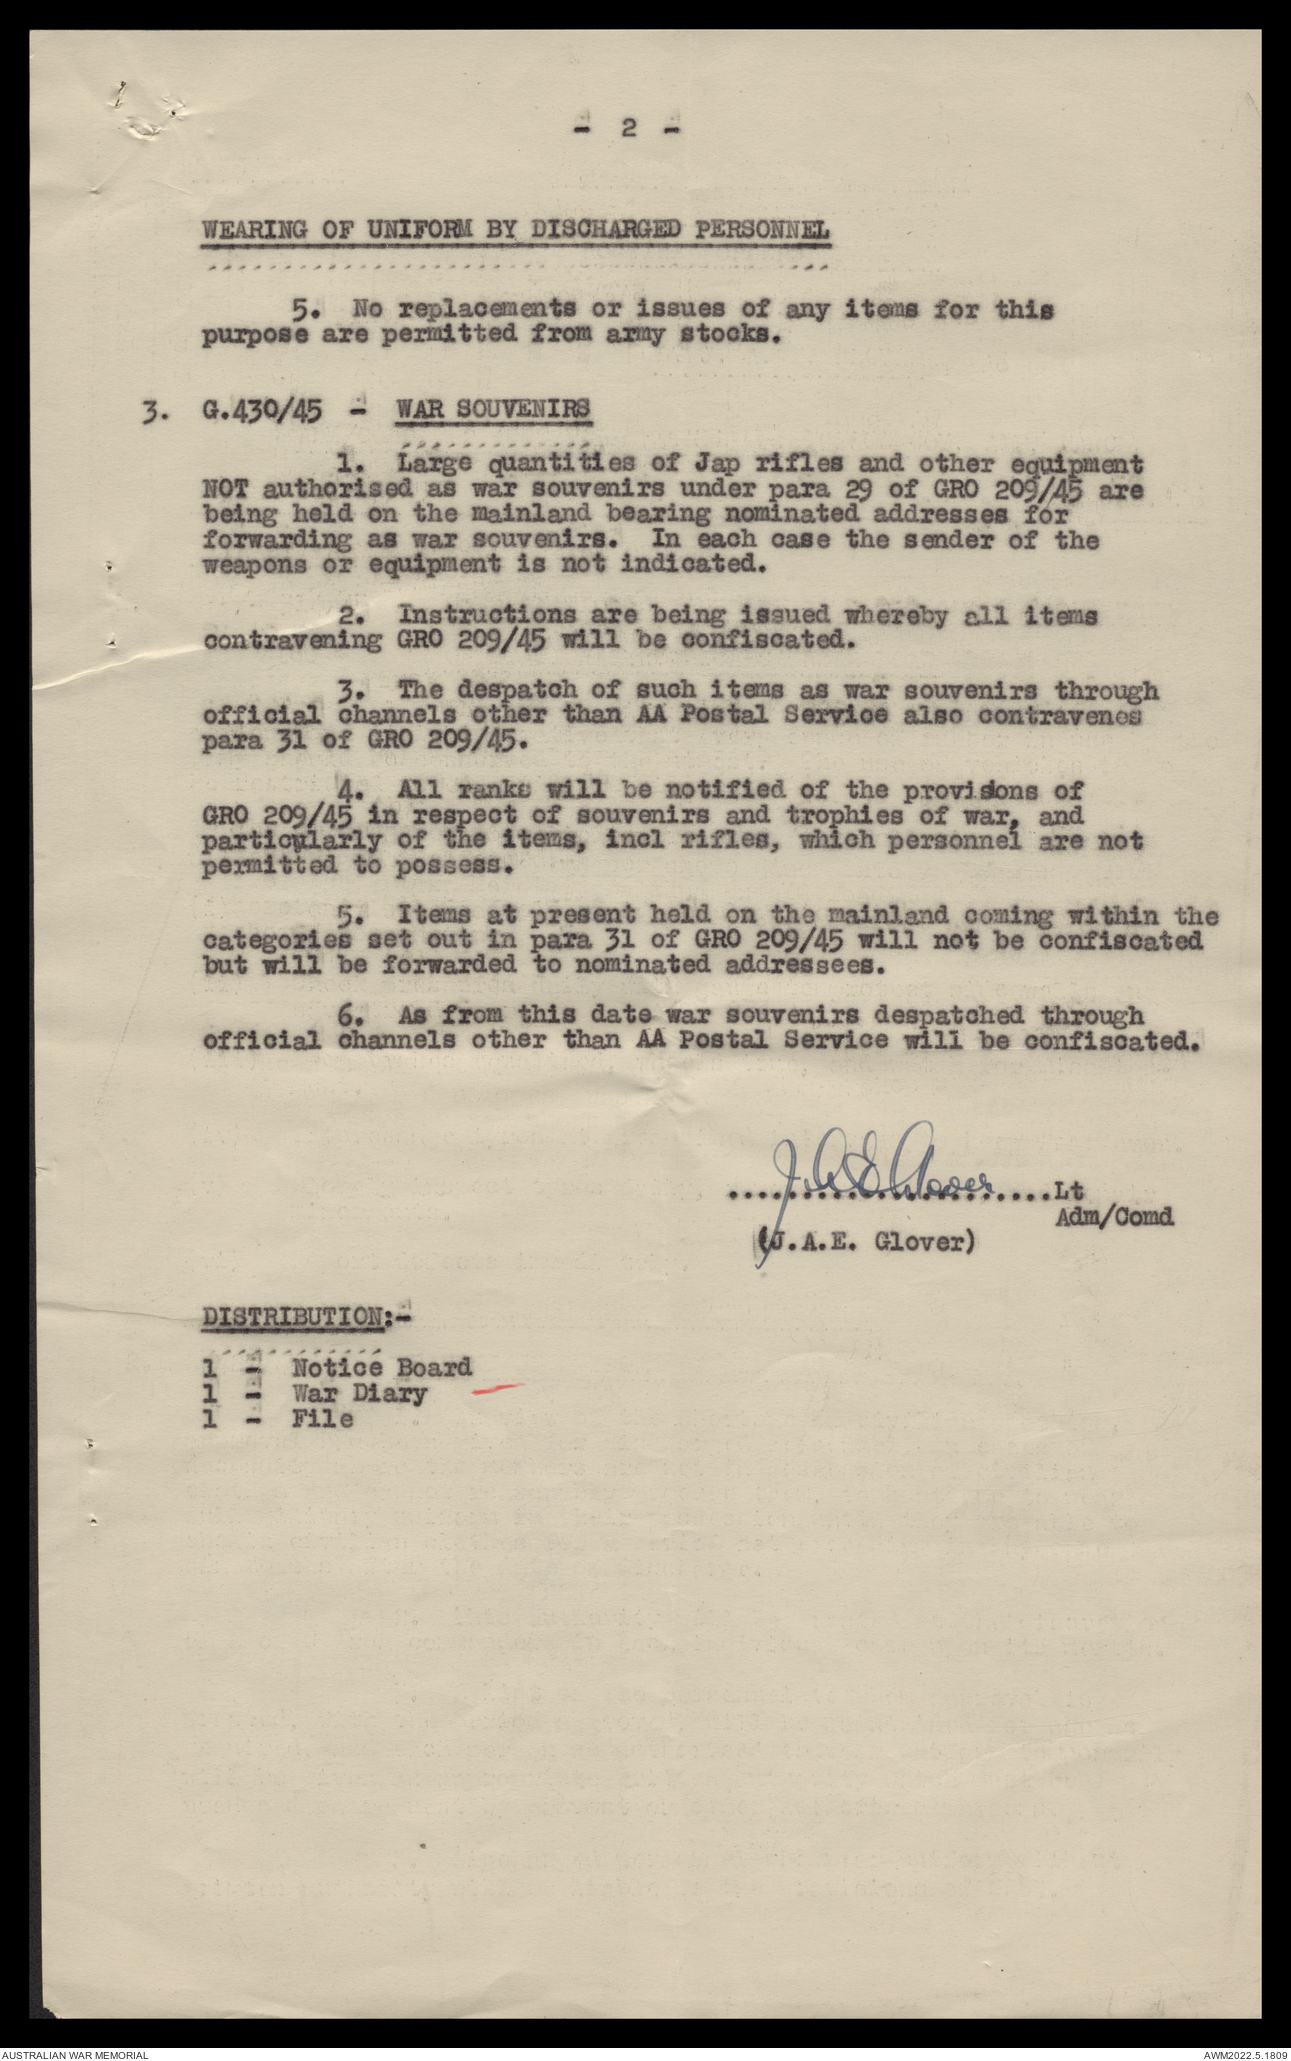 - 2 -
WEARING OF UNIFORM BY DISCHARGED PERSONNEL
5. No replacements or issues of any items for this
purpose are permitted from army stocks.
3. G.430/45 - WAR SOUVENIRS
1. Large quantities of Jap rifles and other equipment
NOT authorised as war souvenirs under para 29 of GRO 209/45 are
being held on the mainland bearing nominated addresses for
forwarding as war souvenirs. In each case the sender of the
weapons or equipment is not indicated.
2. Instructions are being issued whereby all items
contravening GRO 209/45 will be confiscated.
3. The despatch of such items as war souvenirs through
official channels other than AA Postal Service also contravenes
para 31 of GRO 209/45.
4. All ranks will be notified of the provisions of
GRO 209/45 in respect of souvenirs and trophies of war, and
particularly of the items, incl rifles, which personnel are not
permitted to possess.
5. Items at present held on the mainland coming within the
categories set out in para 31 of GRO 209/45 will not be confiscated
but will be forwarded to nominated addressees.
6. As from this date war souvenirs despatched through
official channels other than AA Postal Service will be confiscated.
J.A.E. Glover
......................Lt
Adm/Comd
(J.A.E. Glover)
DISTRIBUTION:-
1 - Notice Board
1 - War Diary
1 - File
AUSTRALIAN WAR MEMORIAL
AWM2022.5.1809